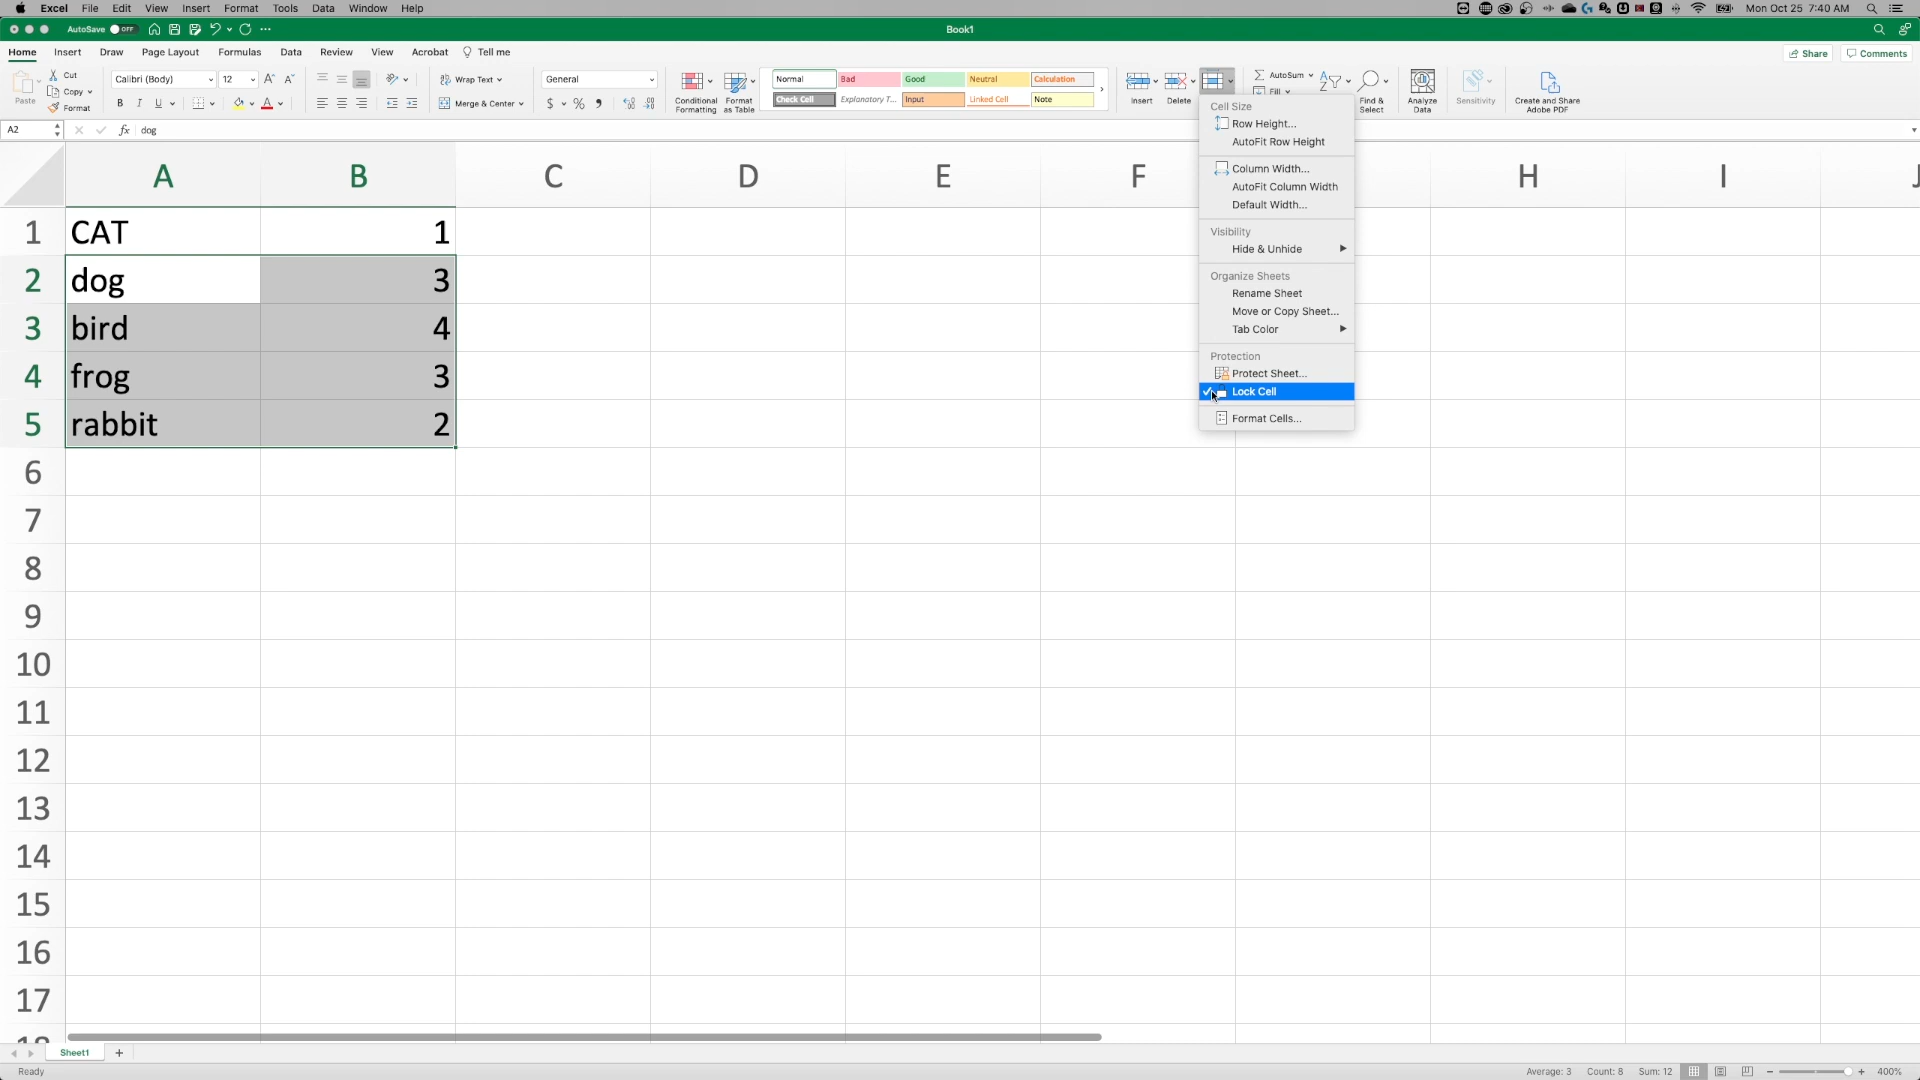 Excel File Edit View Insert Format Tools Data Window Help Mon Oct 25 7:40 AM
AutoSave OFF Book1
Home Insert Draw Page Layout Formulas Data Review View Acrobat Tell me Share Comments
Paste Cut Copy Format
Calibri (Body) 12
B I U A
Wrap Text
Merge & Center
General
$ % 9
Conditional Formatting
Format as Table
Normal Bad Good Neutral Calculation
Check Cell Explanatory T... Input Linked Cell Note
Insert Delete
AutoSum
Fill
Find & Select
Analyze Data
Sensitivity
Create and Share Adobe PDF
A2 fx dog
A B C D E F H I J
1 CAT 1
2 dog 3
3 bird 4
4 frog 3
5 rabbit 2
6
7
8
9
10
11
12
13
14
15
16
17
18
Cell Size
Row Height...
AutoFit Row Height
Column Width...
AutoFit Column Width
Default Width...
Visibility
Hide & Unhide
Organize Sheets
Rename Sheet
Move or Copy Sheet...
Tab Color
Protection
Protect Sheet...
Lock Cell
Format Cells...
Sheet1 +
Ready Average: 3 Count: 8 Sum: 12 400%